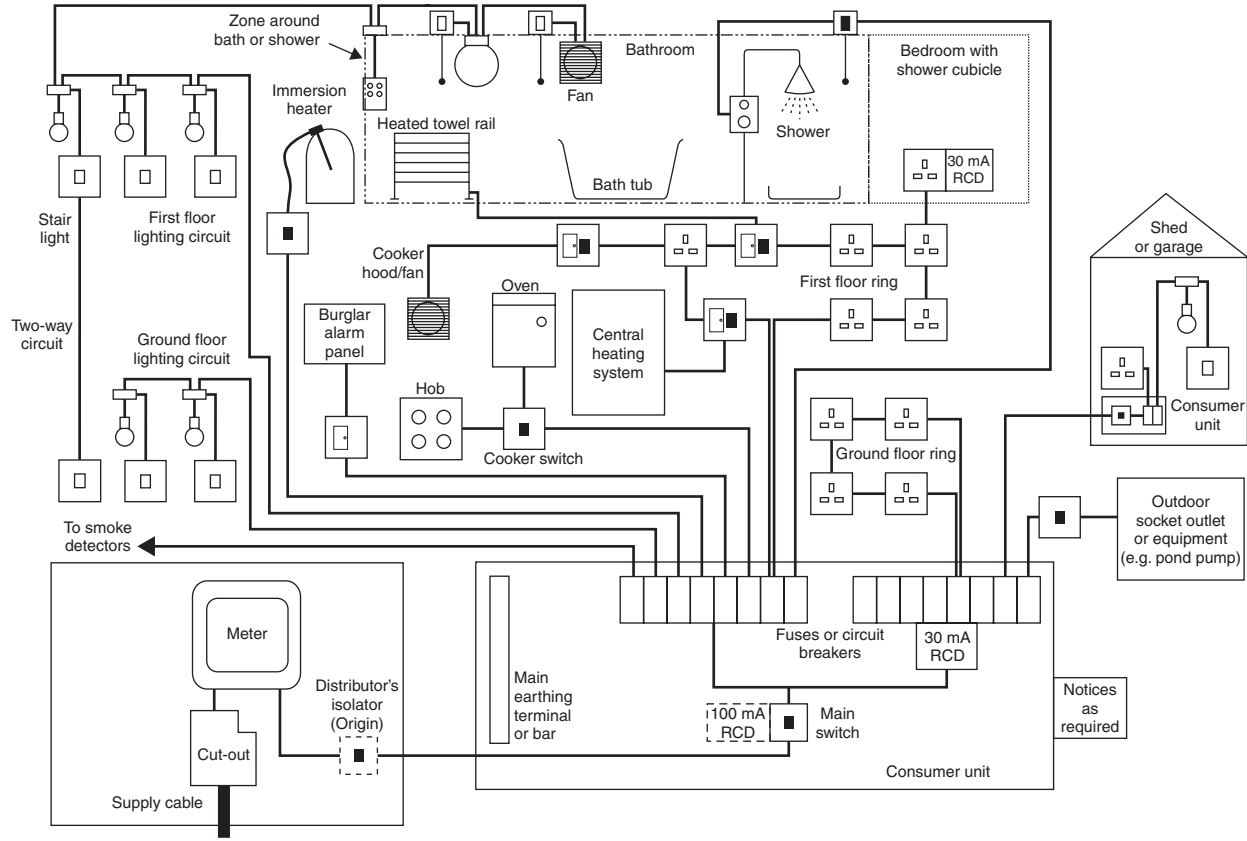 Zone around
bath or shower
Bathroom
Bedroom with
shower cubicle
Fan
Immersion
heater
Heated towel rail
Shower
Bath tub
30 mA
RCD
Stair
light
First floor
lighting circuit
Shed
or garage
Cooker
hood/fan
First floor ring
Oven
Two-way
circuit
Burglar
alarm
panel
Central
heating
system
Ground floor
lighting circuit
Hob
Consumer
unit
Cooker switch
Ground floor ring
Outdoor
socket outlet
or equipment
(e.g. pond pump)
To smoke
detectors
Meter
Fuses or circuit
breakers
30 mA
RCD
Distributor's
isolator
(Origin)
Main
earthing
terminal
or bar
100 mA
RCD
Main
switch
Notices
as
required
Cut-out
Consumer unit
Supply cable